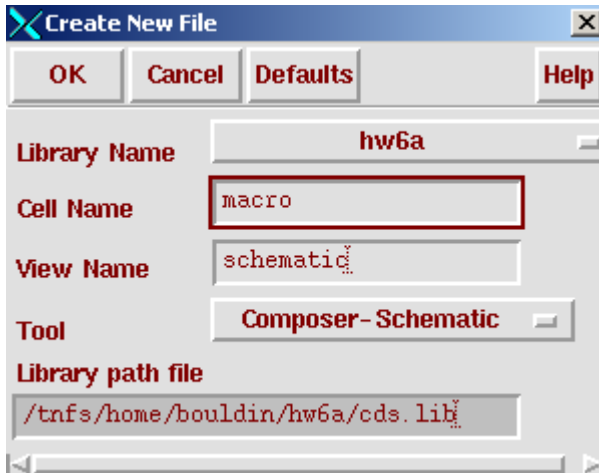 Create New File
OK Cancel Defaults Help
Library Name hw6a
Cell Name macro
View Name schematic
Tool Composer-Schematic
Library path file
/tnfs/home/bouldin/hw6a/cds.lib